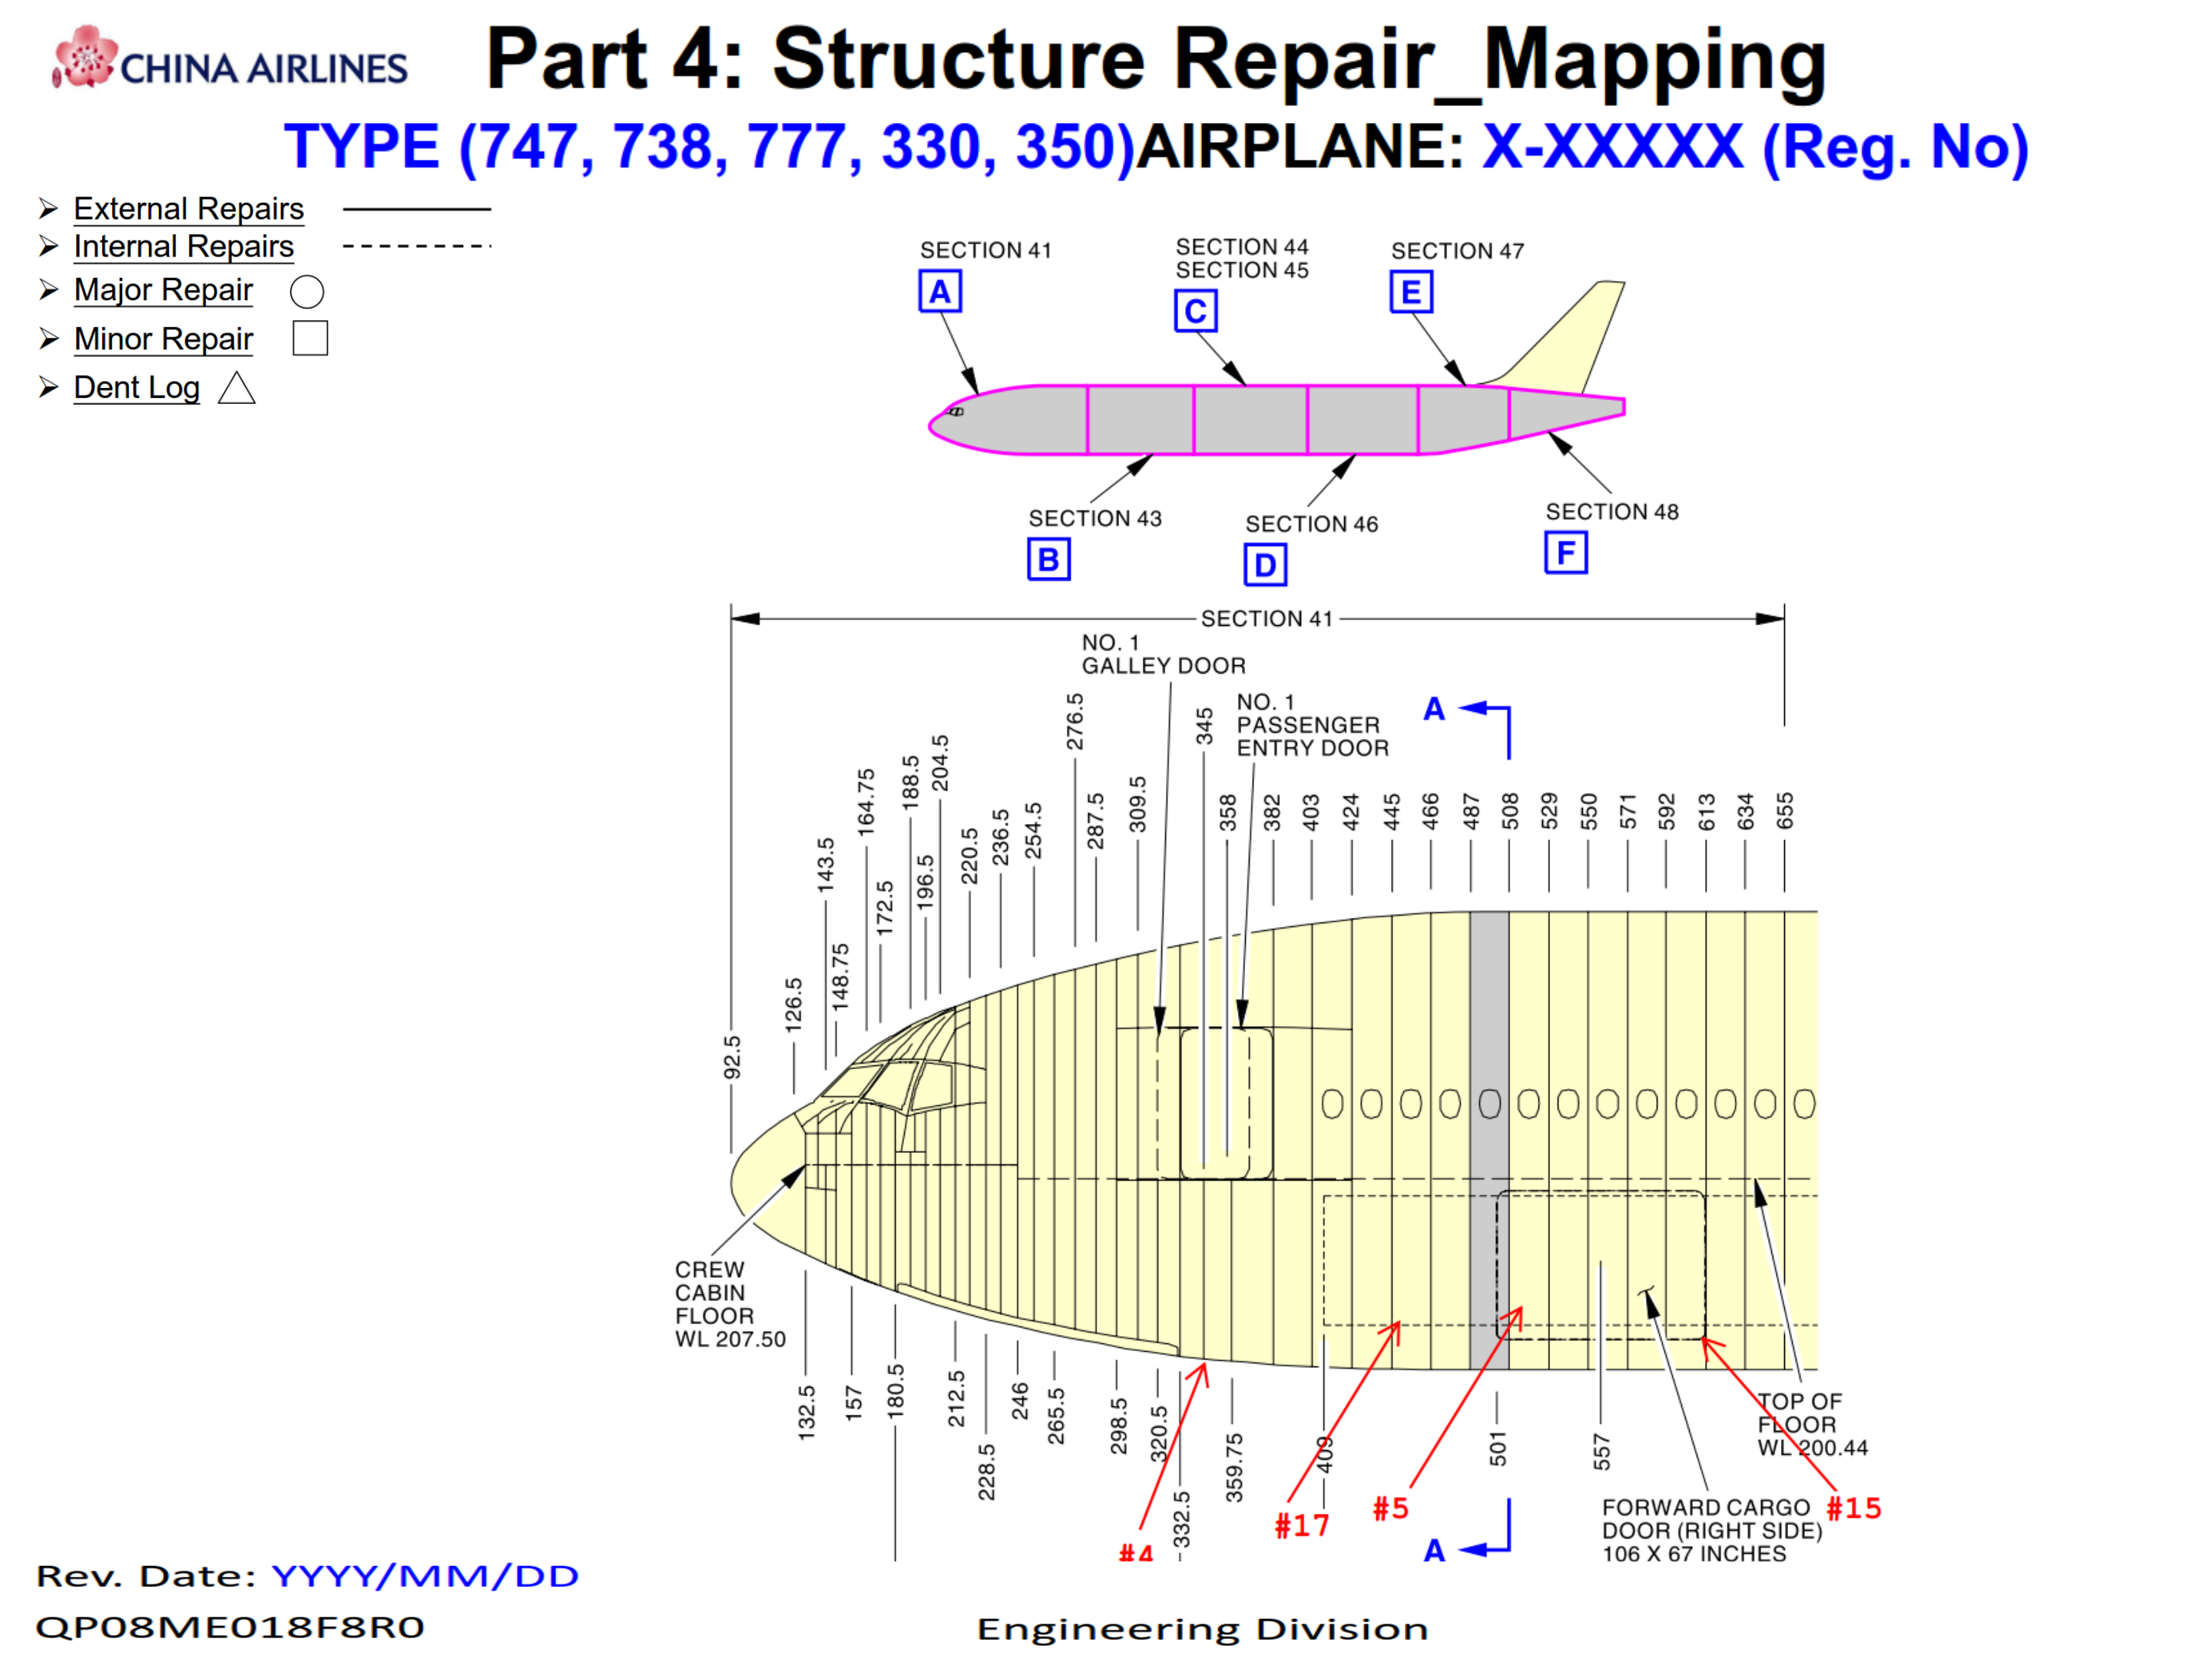 CHINA AIRLINES
Part 4: Structure Repair_Mapping
TYPE (747, 738, 777, 330, 350)AIRPLANE: X-XXXXX (Reg. No)
External Repairs
Internal Repairs
Major Repair
Minor Repair
Dent Log
SECTION 41
A
SECTION 44
SECTION 45
C
SECTION 47
E
SECTION 43
B
SECTION 46
D
SECTION 48
F
SECTION 41
NO. 1
GALLEY DOOR
NO. 1
PASSENGER
ENTRY DOOR
A
92.5
126.5
143.5
148.75
164.75
172.5
188.5
196.5
204.5
220.5
236.5
254.5
276.5
287.5
309.5
345
358
382
403
424
445
466
487
508
529
550
571
592
613
634
655
CREW
CABIN
FLOOR
WL 207.50
132.5
157
180.5
212.5
228.5
246
265.5
298.5
320.5
332.5
359.75
409
501
557
TOP OF
FLOOR
WL 200.44
FORWARD CARGO
DOOR (RIGHT SIDE)
106 X 67 INCHES
#4
#17
#5
#15
A
Rev. Date: YYYY/MM/DD
QP08ME018F8R0
Engineering Division